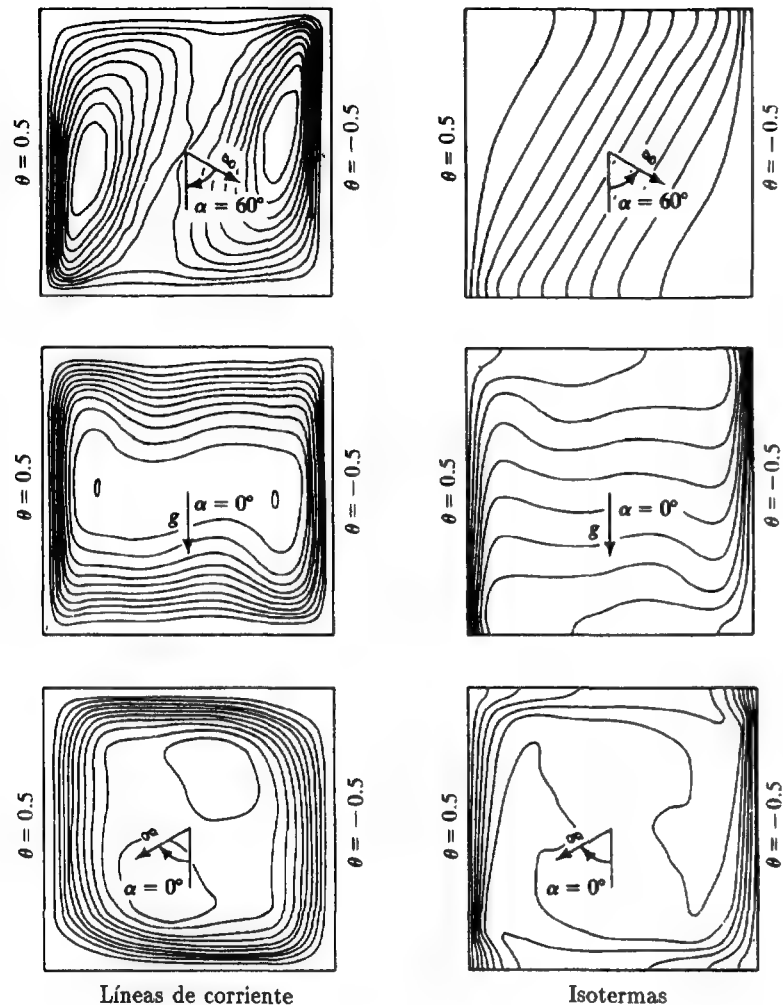 θ = 0.5
g
α = 60°
θ = −0.5
θ = 0.5
g
α = 60°
θ = −0.5
θ = 0.5
g
α = 0°
θ = −0.5
θ = 0.5
g
α = 0°
θ = −0.5
θ = 0.5
g
α = 0°
θ = −0.5
θ = 0.5
g
α = 0°
θ = −0.5
Líneas de corriente
Isotermas